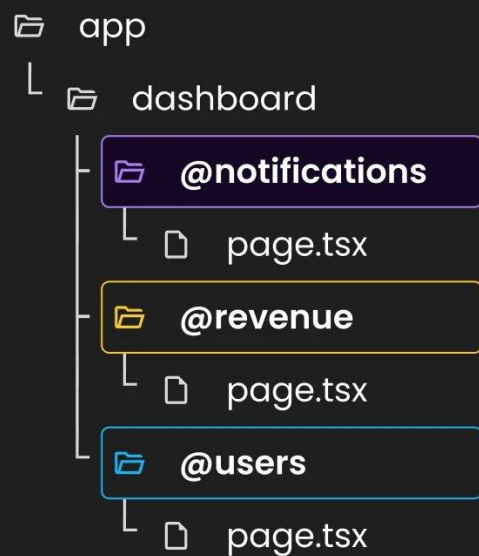 app
dashboard
@notifications
page.tsx
@revenue
page.tsx
@users
page.tsx